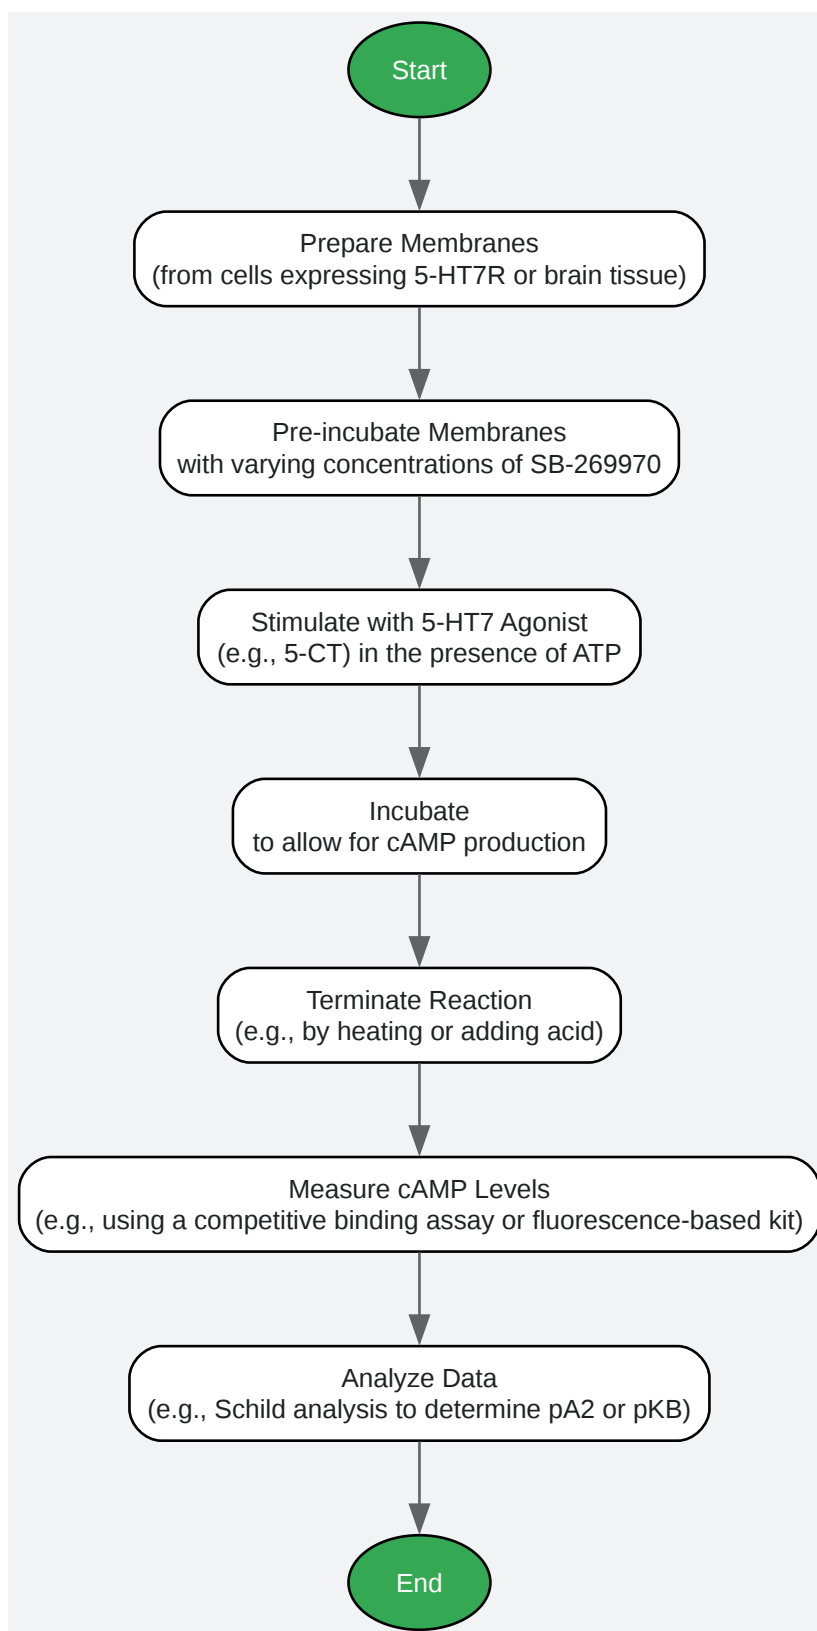 Start
Prepare Membranes
(from cells expressing 5-HT7R or brain tissue)
Pre-incubate Membranes
with varying concentrations of SB-269970
Stimulate with 5-HT7 Agonist
(e.g., 5-CT) in the presence of ATP
Incubate
to allow for cAMP production
Terminate Reaction
(e.g., by heating or adding acid)
Measure cAMP Levels
(e.g., using a competitive binding assay or fluorescence-based kit)
Analyze Data
(e.g., Schild analysis to determine pA2 or pKB)
End